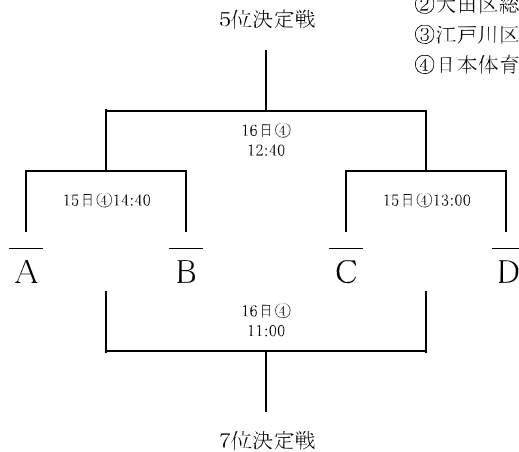 5位決定戦
②大田区総
③江戸川区
④日本体育
16日④
12:40
15日④14:40
15日④13:00
A
B
C
D
16日④
11:00
7位決定戦